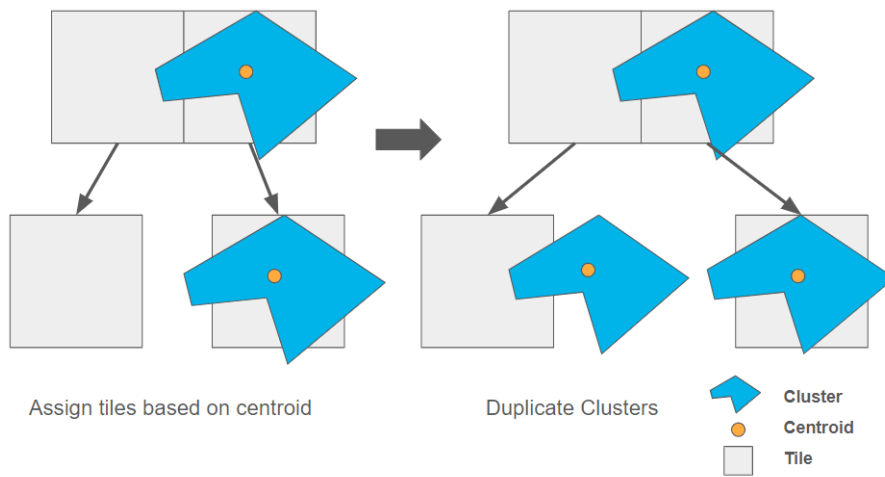 Assign tiles based on centroid
Duplicate Clusters
Cluster
Centroid
Tile